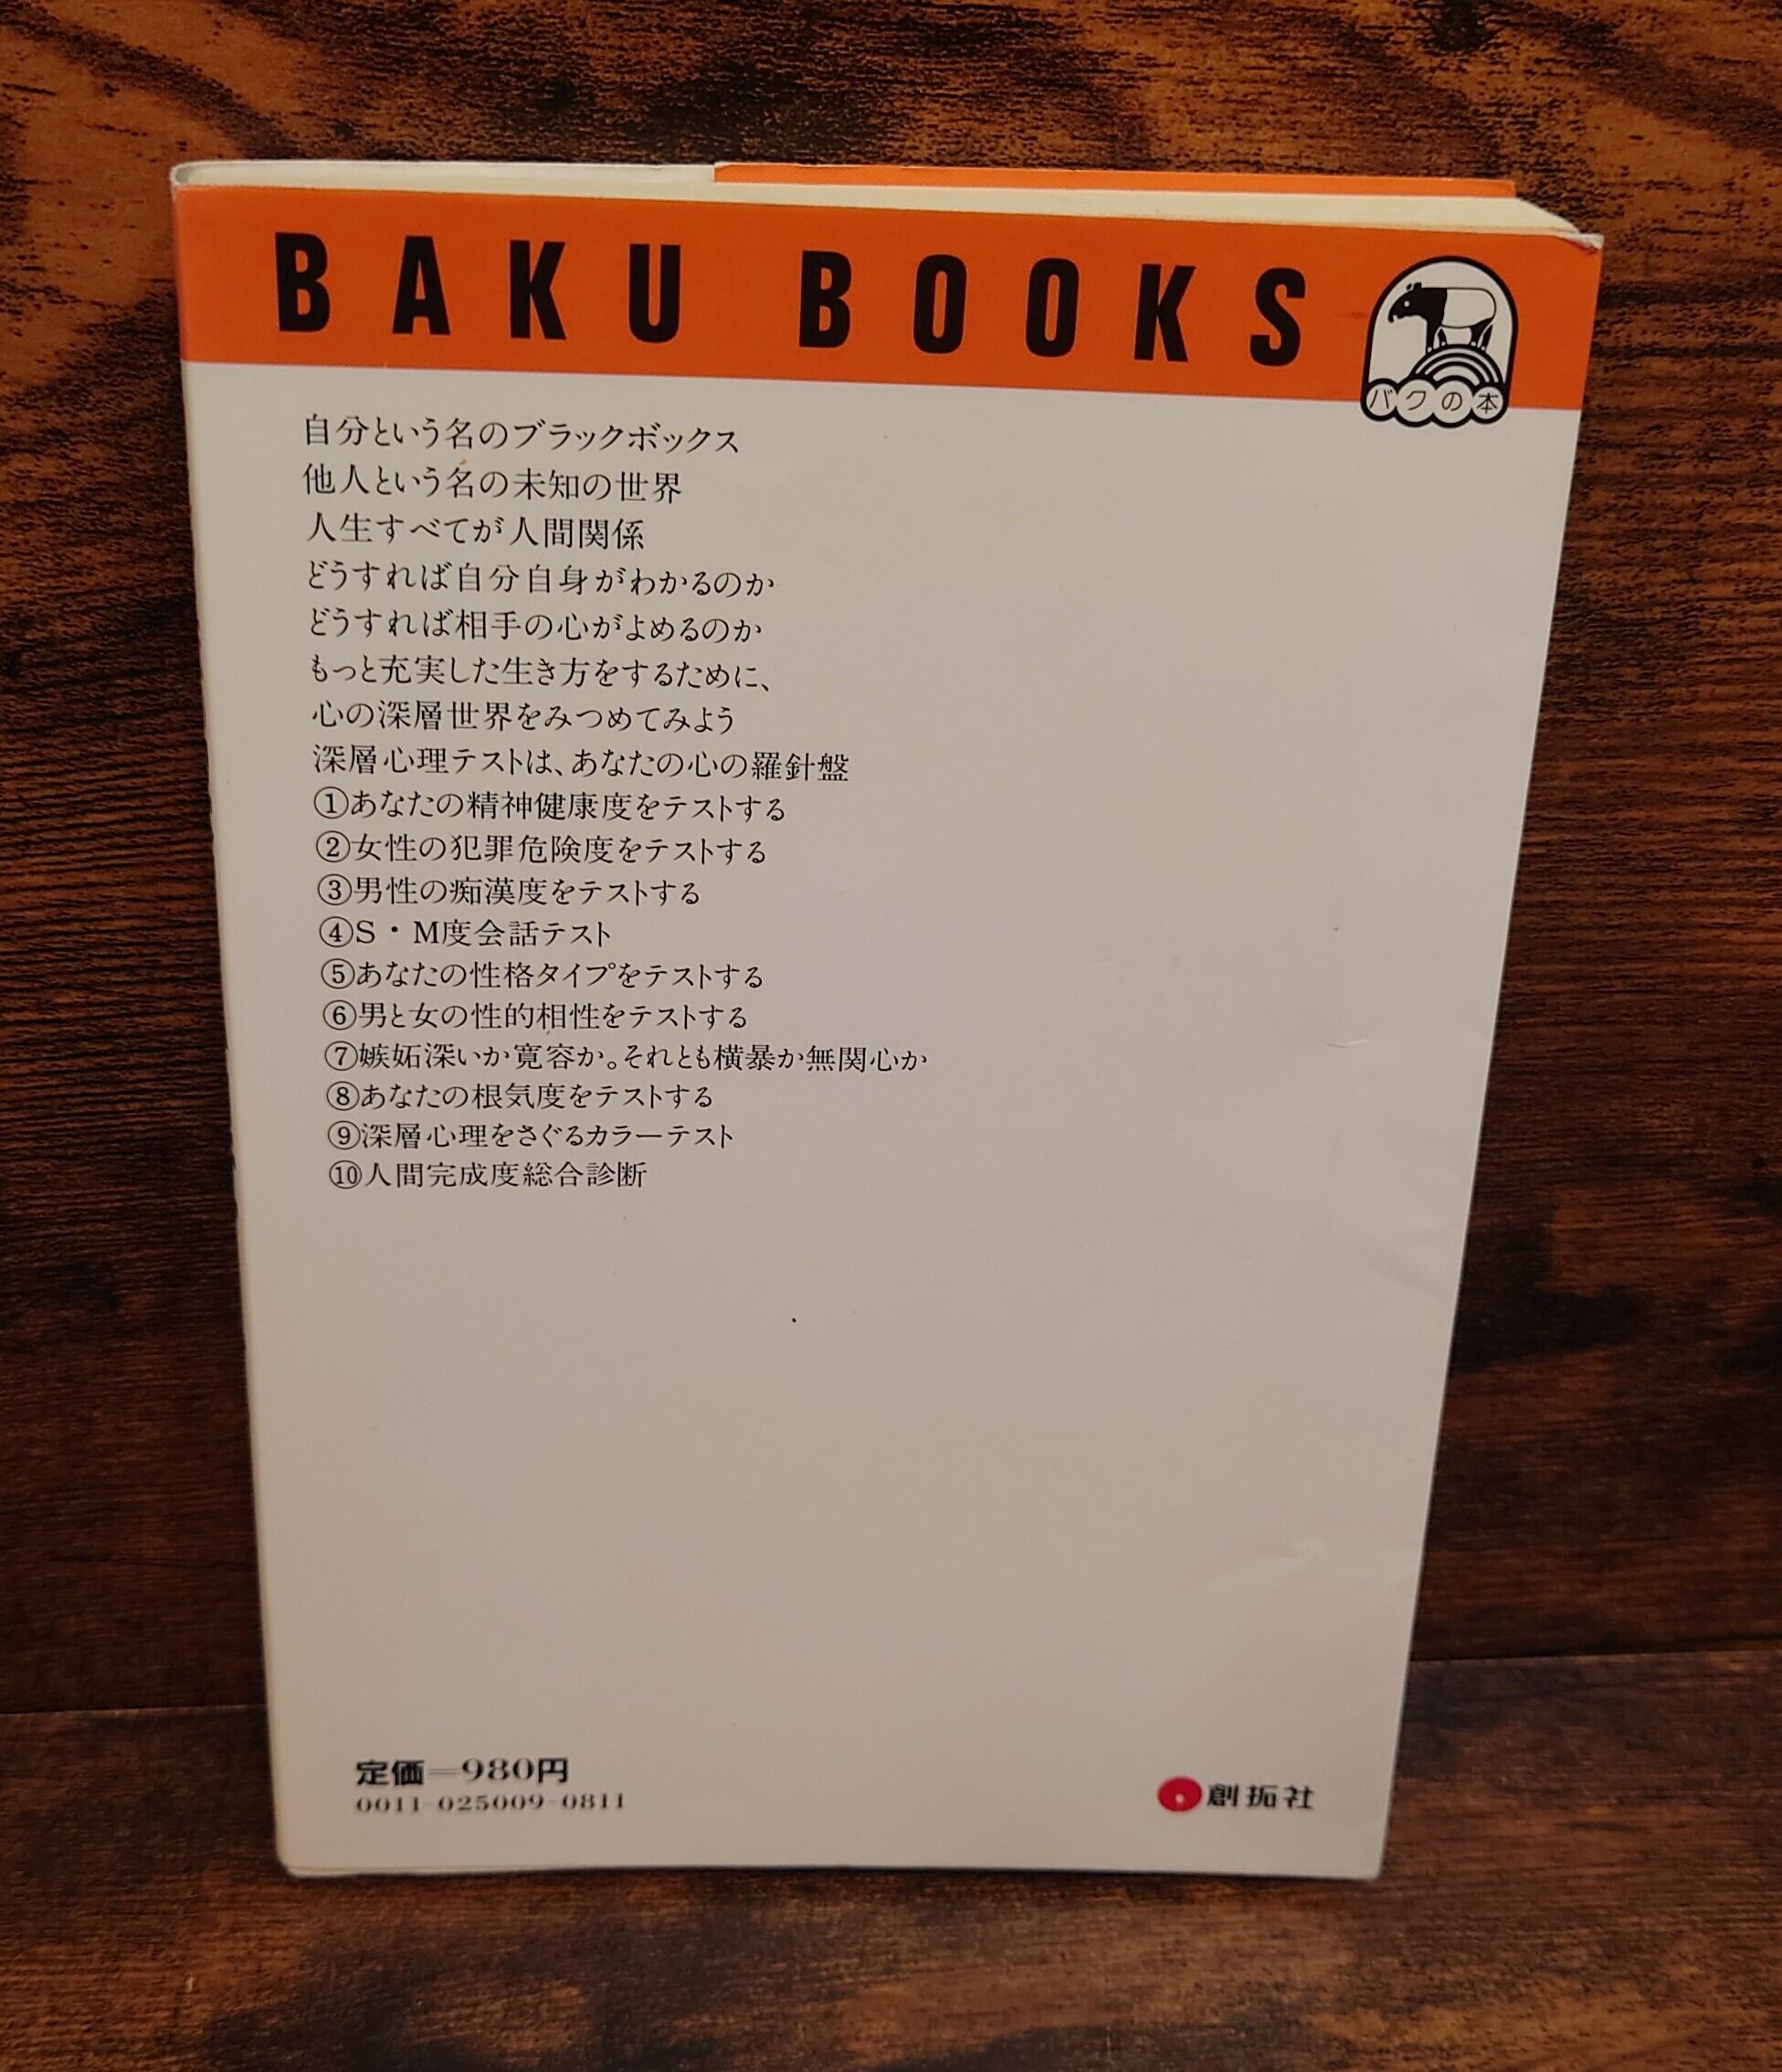 BAKU BOOKS
バクの本
自分という名のブラックボックス
他人という名の未知の世界
人生すべてが人間関係
どうすれば自分自身がわかるのか
どうすれば相手の心がよめるのか
もっと充実した生き方をするために、
心の深層世界をみつめてみよう
深層心理テストは、あなたの心の羅針盤
①あなたの精神健康度をテストする
②女性の犯罪危険度をテストする
③男性の痴漢度をテストする
④S・M度会話テスト
⑤あなたの性格タイプをテストする
⑥男と女の性的相性をテストする
⑦嫉妬深いか寛容か。それとも横暴か無関心か
⑧あなたの根気度をテストする
⑨深層心理をさぐるカラーテスト
⑩人間完成度総合診断
定価=980円
0011-025009-0811
創拓社